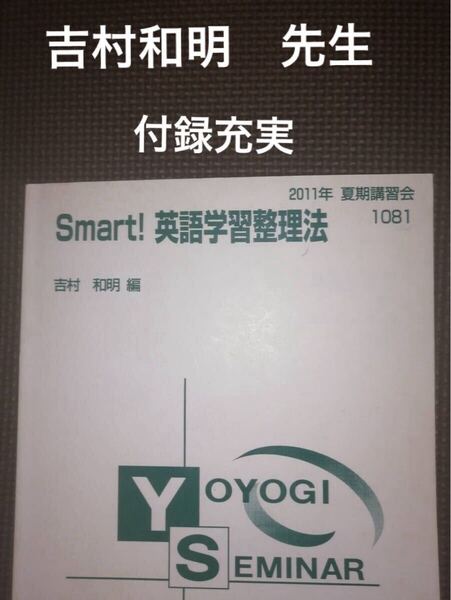 吉村和明　先生
付録充実
2011年 夏期講習会
Smart! 英語学習整理法 1081
吉村　和明 編
YOYOGI
SEMINAR